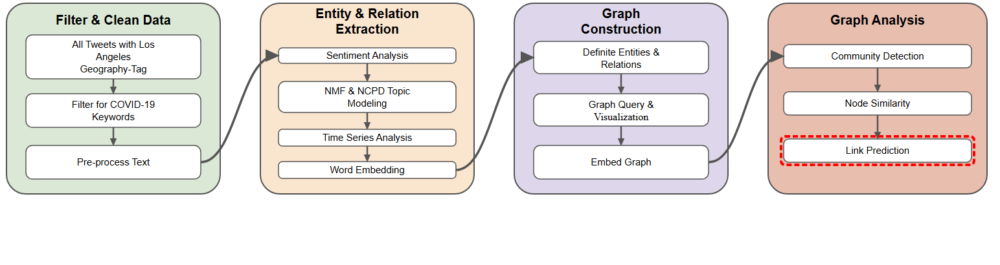 Filter & Clean Data
All Tweets with Los
Angeles
Geography-Tag
Filter for COVID-19
Keywords
Pre-process Text
Entity & Relation
Extraction
Sentiment Analysis
NMF & NCPD Topic
Modeling
Time Series Analysis
Word Embedding
Graph
Construction
Definite Entities &
Relations
Graph Query &
Visualization
Embed Graph
Graph Analysis
Community Detection
Node Similarity
Link Prediction